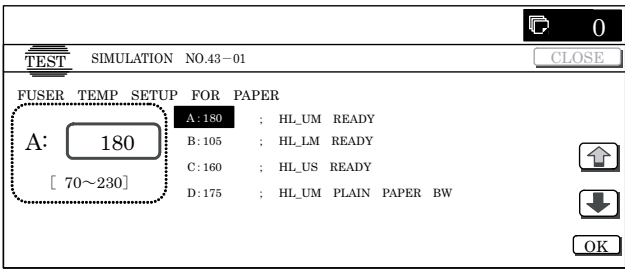 0
TEST SIMULATION NO.43-01 CLOSE
FUSER TEMP SETUP FOR PAPER
A: 180
[ 70～230]
A:180 ; HL_UM READY
B:105 ; HL_LM READY
C:160 ; HL_US READY
D:175 ; HL_UM PLAIN PAPER BW
OK